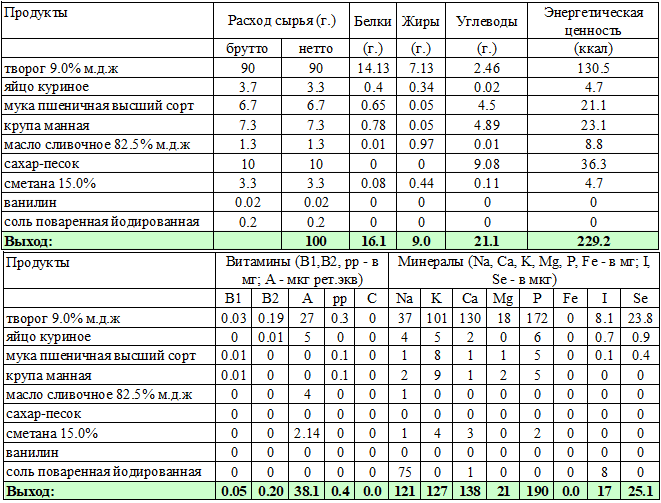 Продукты Расход сырья (г.) Белки Жиры Углеводы Энергетическая ценность
брутто нетто (г.) (г.) (г.) (ккал)
творог 9.0% м.д.ж 90 90 14.13 7.13 2.46 130.5
яйцо куриное 3.7 3.3 0.4 0.34 0.02 4.7
мука пшеничная высший сорт 6.7 6.7 0.65 0.05 4.5 21.1
крупа манная 7.3 7.3 0.78 0.05 4.89 23.1
масло сливочное 82.5% м.д.ж 1.3 1.3 0.01 0.97 0.01 8.8
сахар-песок 10 10 0 0 9.08 36.3
сметана 15.0% 3.3 3.3 0.08 0.44 0.11 4.7
ванилин 0.02 0.02 0 0 0 0
соль поваренная йодированная 0.2 0.2 0 0 0 0
Выход: 100 16.1 9.0 21.1 229.2
Продукты Витамины (В1,В2, рр - в Минералы (Na, Ca, K, Mg, P, Fe - в мг; I,
мг; А - мкг рет.экв) Se - в мкг)
B1 B2 A pp C Na K Ca Mg P Fe I Se
творог 9.0% м.д.ж 0.03 0.19 27 0.3 0 37 101 130 18 172 0 8.1 23.8
яйцо куриное 0 0.01 5 0 0 4 5 2 0 6 0 0.7 0.9
мука пшеничная высший сорт 0.01 0 0 0.1 0 1 8 1 1 5 0 0.1 0.4
крупа манная 0.01 0 0 0.1 0 2 9 1 2 5 0 0 0
масло сливочное 82.5% м.д.ж 0 0 4 0 0 1 0 0 0 0 0 0 0
сахар-песок 0 0 0 0 0 0 0 0 0 0 0 0 0
сметана 15.0% 0 0 2.14 0 0 1 4 3 0 2 0 0 0
ванилин 0 0 0 0 0 0 0 0 0 0 0 0 0
соль поваренная йодированная 0 0 0 0 0 75 0 1 0 0 0 8 0
Выход: 0.05 0.20 38.1 0.4 0.0 121 127 138 21 190 0.0 17 25.1